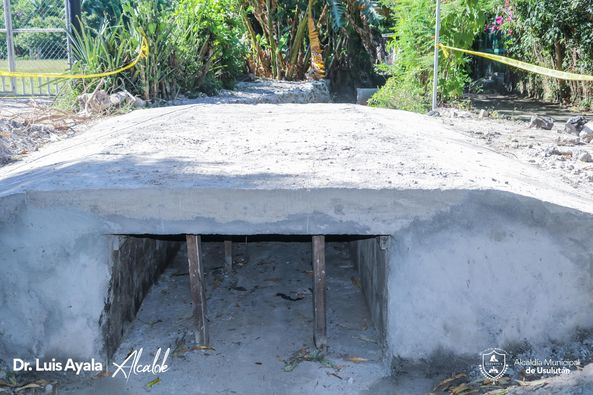 Dr. Luis Ayala
Alcalde
Alcaldía Municipal
de Usulután